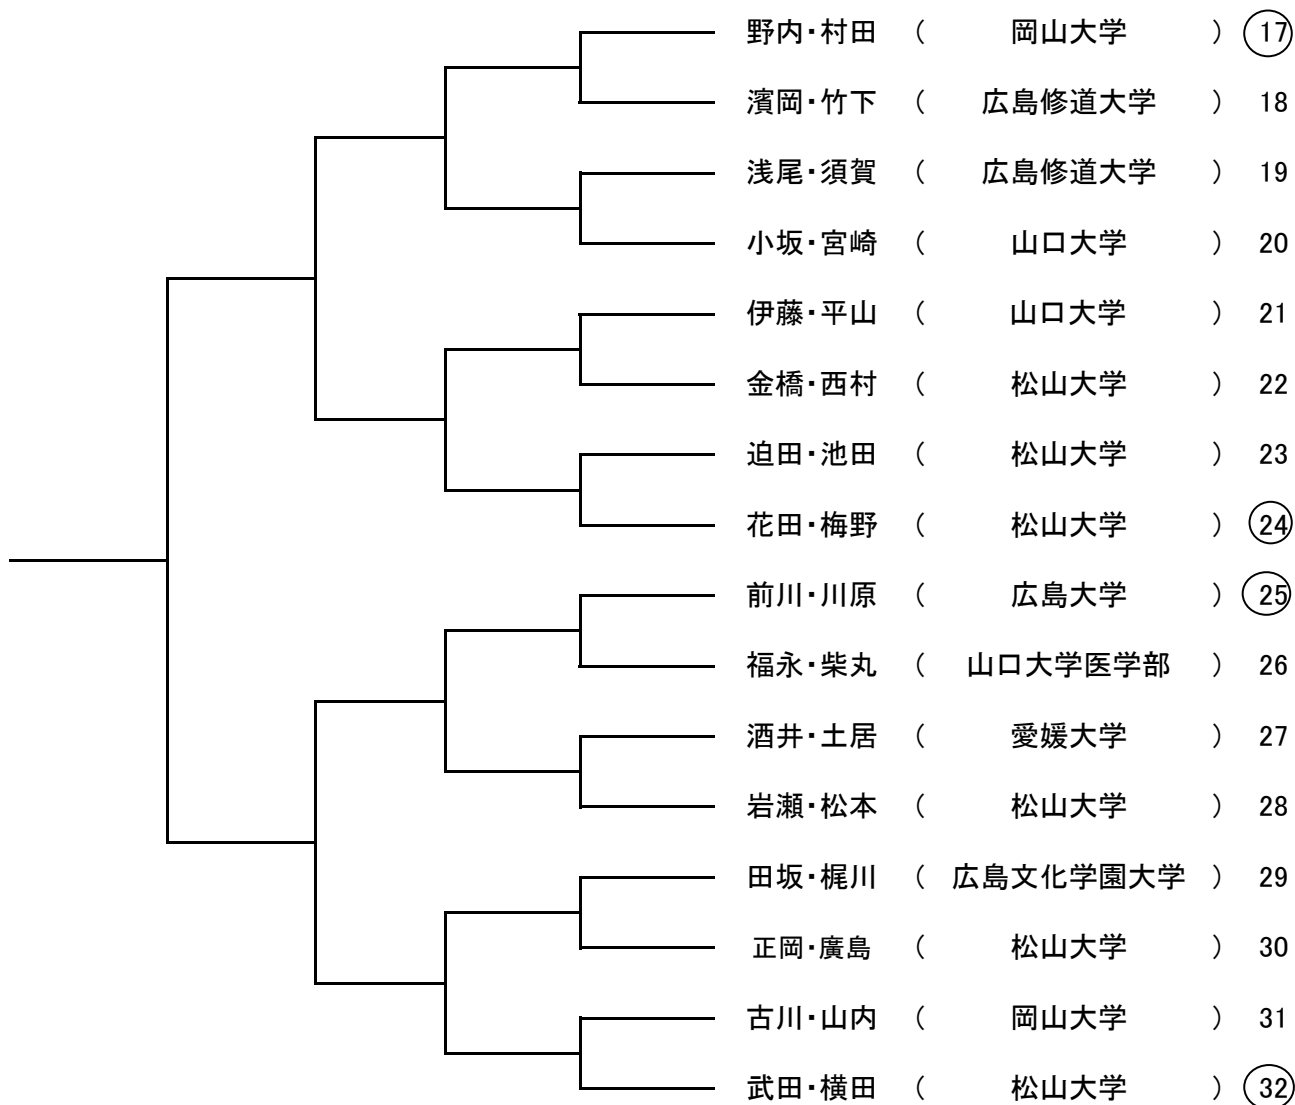 野内・村田 ( 岡山大学 ) 17
濱岡・竹下 ( 広島修道大学 ) 18
浅尾・須賀 ( 広島修道大学 ) 19
小坂・宮崎 ( 山口大学 ) 20
伊藤・平山 ( 山口大学 ) 21
金橋・西村 ( 松山大学 ) 22
迫田・池田 ( 松山大学 ) 23
花田・梅野 ( 松山大学 ) 24
前川・川原 ( 広島大学 ) 25
福永・柴丸 ( 山口大学医学部 ) 26
酒井・土居 ( 愛媛大学 ) 27
岩瀬・松本 ( 松山大学 ) 28
田坂・梶川 ( 広島文化学園大学 ) 29
正岡・廣島 ( 松山大学 ) 30
古川・山内 ( 岡山大学 ) 31
武田・横田 ( 松山大学 ) 32